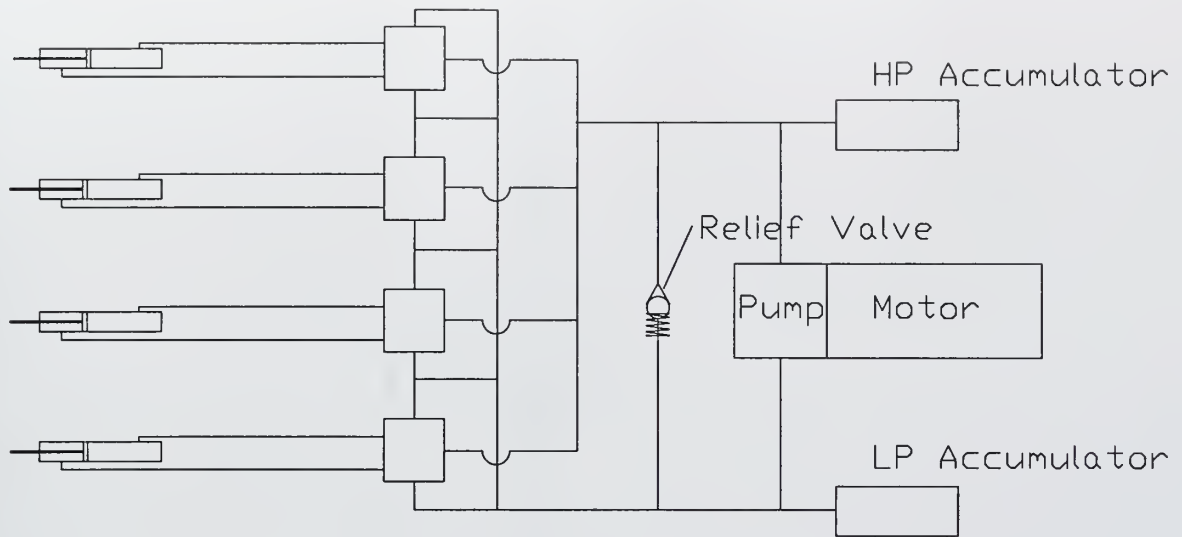 HP Accumulator
Relief Valve
Pump
Motor
LP Accumulator